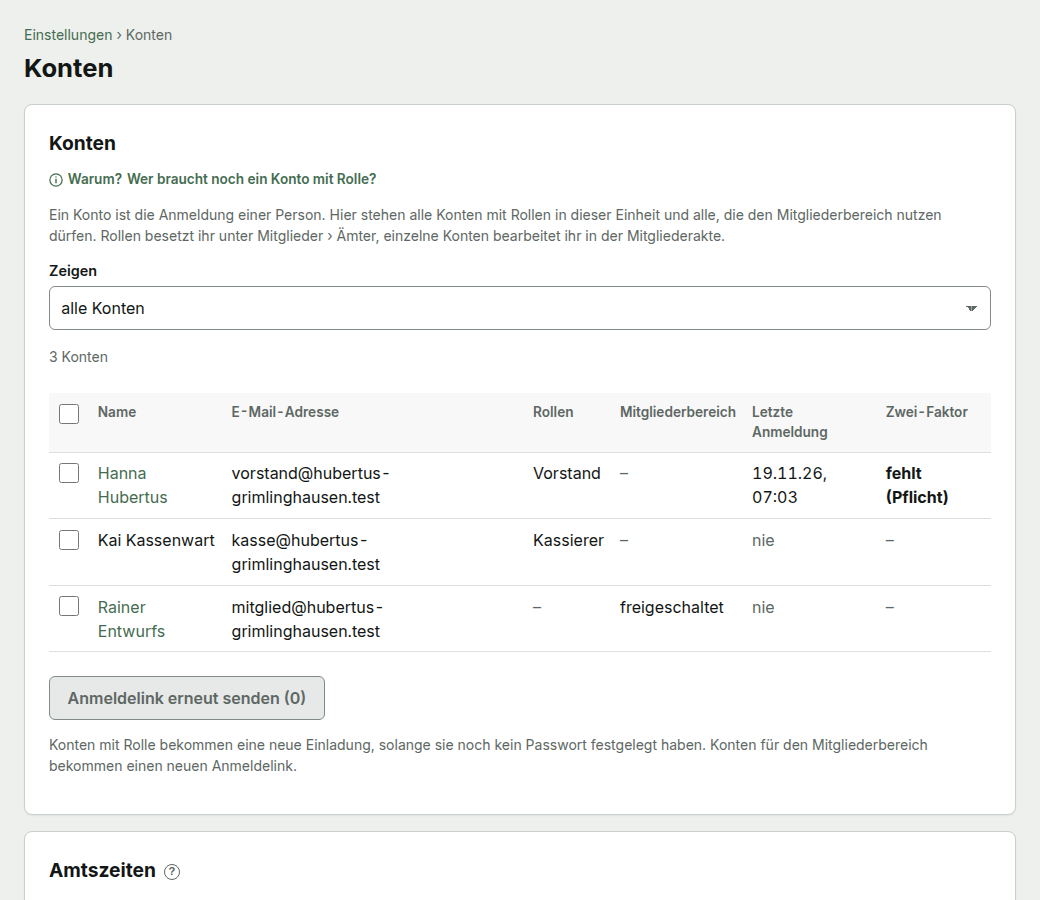 Einstellungen › Konten
Konten
Konten
Warum? Wer braucht noch ein Konto mit Rolle?
Ein Konto ist die Anmeldung einer Person. Hier stehen alle Konten mit Rollen in dieser Einheit und alle, die den Mitgliederbereich nutzen
dürfen. Rollen besetzt ihr unter Mitglieder › Ämter, einzelne Konten bearbeitet ihr in der Mitgliederakte.
Zeigen
alle Konten
3 Konten
Name E-Mail-Adresse Rollen Mitgliederbereich Letzte Zwei-Faktor
Anmeldung
Hanna vorstand@hubertus- Vorstand – 19.11.26, fehlt
Hubertus grimlinghausen.test 07:03 (Pflicht)
Kai Kassenwart kasse@hubertus- Kassierer – nie –
grimlinghausen.test
Rainer mitglied@hubertus- – freigeschaltet nie –
Entwurfs grimlinghausen.test
Anmeldelink erneut senden (0)
Konten mit Rolle bekommen eine neue Einladung, solange sie noch kein Passwort festgelegt haben. Konten für den Mitgliederbereich
bekommen einen neuen Anmeldelink.
Amtszeiten ?